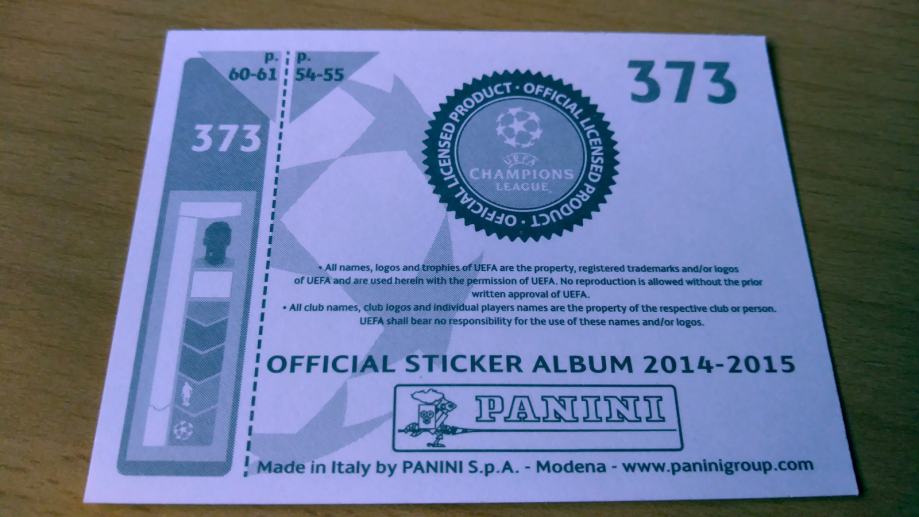 p. p.
60-61 54-55
373
373
OFFICIAL LICENSED PRODUCT · OFFICIAL LICENSED PRODUCT ·
UEFA
CHAMPIONS
LEAGUE
• All names, logos and trophies of UEFA are the property, registered trademarks and/or logos
of UEFA and are used herein with the permission of UEFA. No reproduction is allowed without the prior
written approval of UEFA.
• All club names, club logos and individual players names are the property of the respective club or person.
UEFA shall bear no responsibility for the use of these names and/or logos.
OFFICIAL STICKER ALBUM 2014-2015
PANINI
Made in Italy by PANINI S.p.A. - Modena - www.paninigroup.com